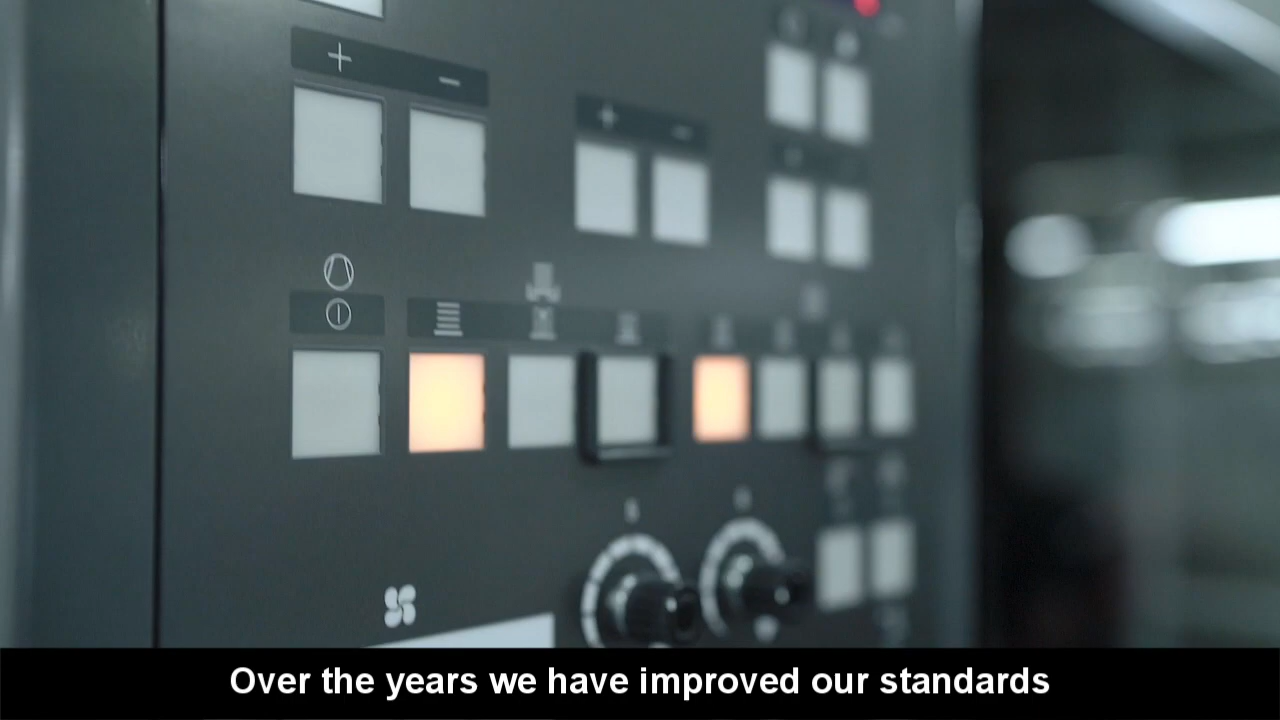 + −
+ −
Over the years we have improved our standards